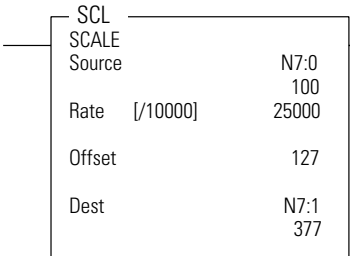 SCL
SCALE
Source N7:0
100
Rate [/10000] 25000
Offset 127
Dest N7:1
377